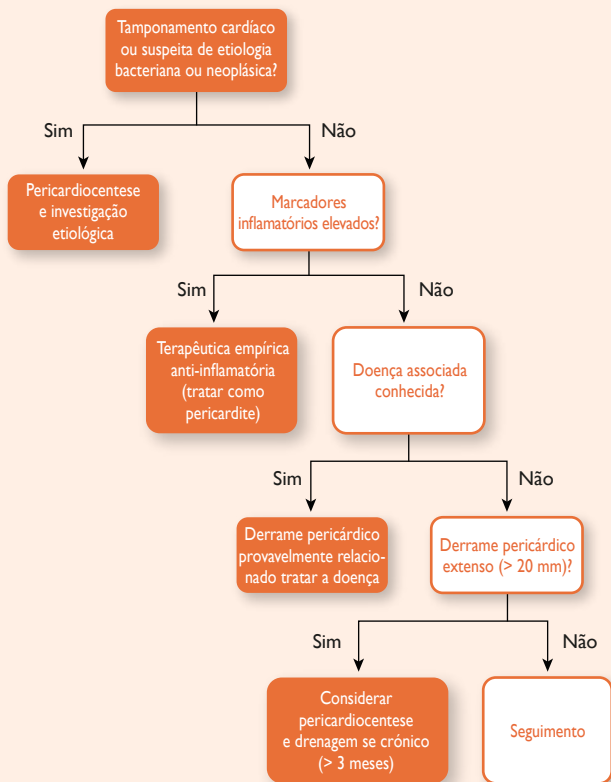 Tamponamento cardíaco
ou suspeita de etiologia
bacteriana ou neoplásica?
Sim
Não
Pericardiocentese
e investigação
etiológica
Marcadores
inflamatórios elevados?
Sim
Não
Terapêutica empírica
anti-inflamatória
(tratar como
pericardite)
Doença associada
conhecida?
Sim
Não
Derrame pericárdico
provavelmente relacio-
nado tratar a doença
Derrame pericárdico
extenso (> 20 mm)?
Sim
Não
Considerar
pericardiocentese
e drenagem se crónico
(> 3 meses)
Seguimento